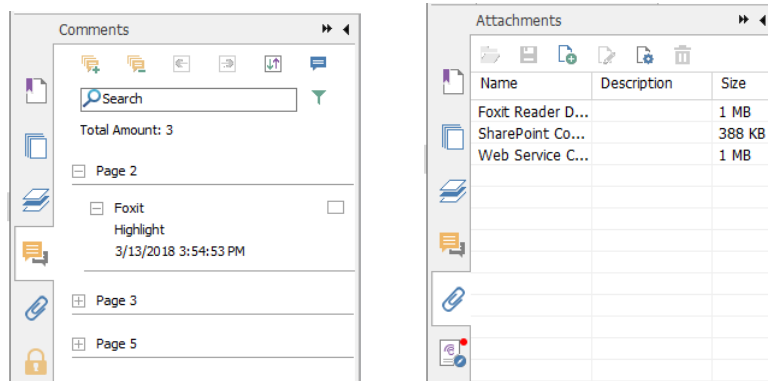 Comments
Search
Total Amount: 3
Page 2
Foxit
Highlight
3/13/2018 3:54:53 PM
Page 3
Page 5
Attachments
Name Description Size
Foxit Reader D... 1 MB
SharePoint Co... 388 KB
Web Service C... 1 MB